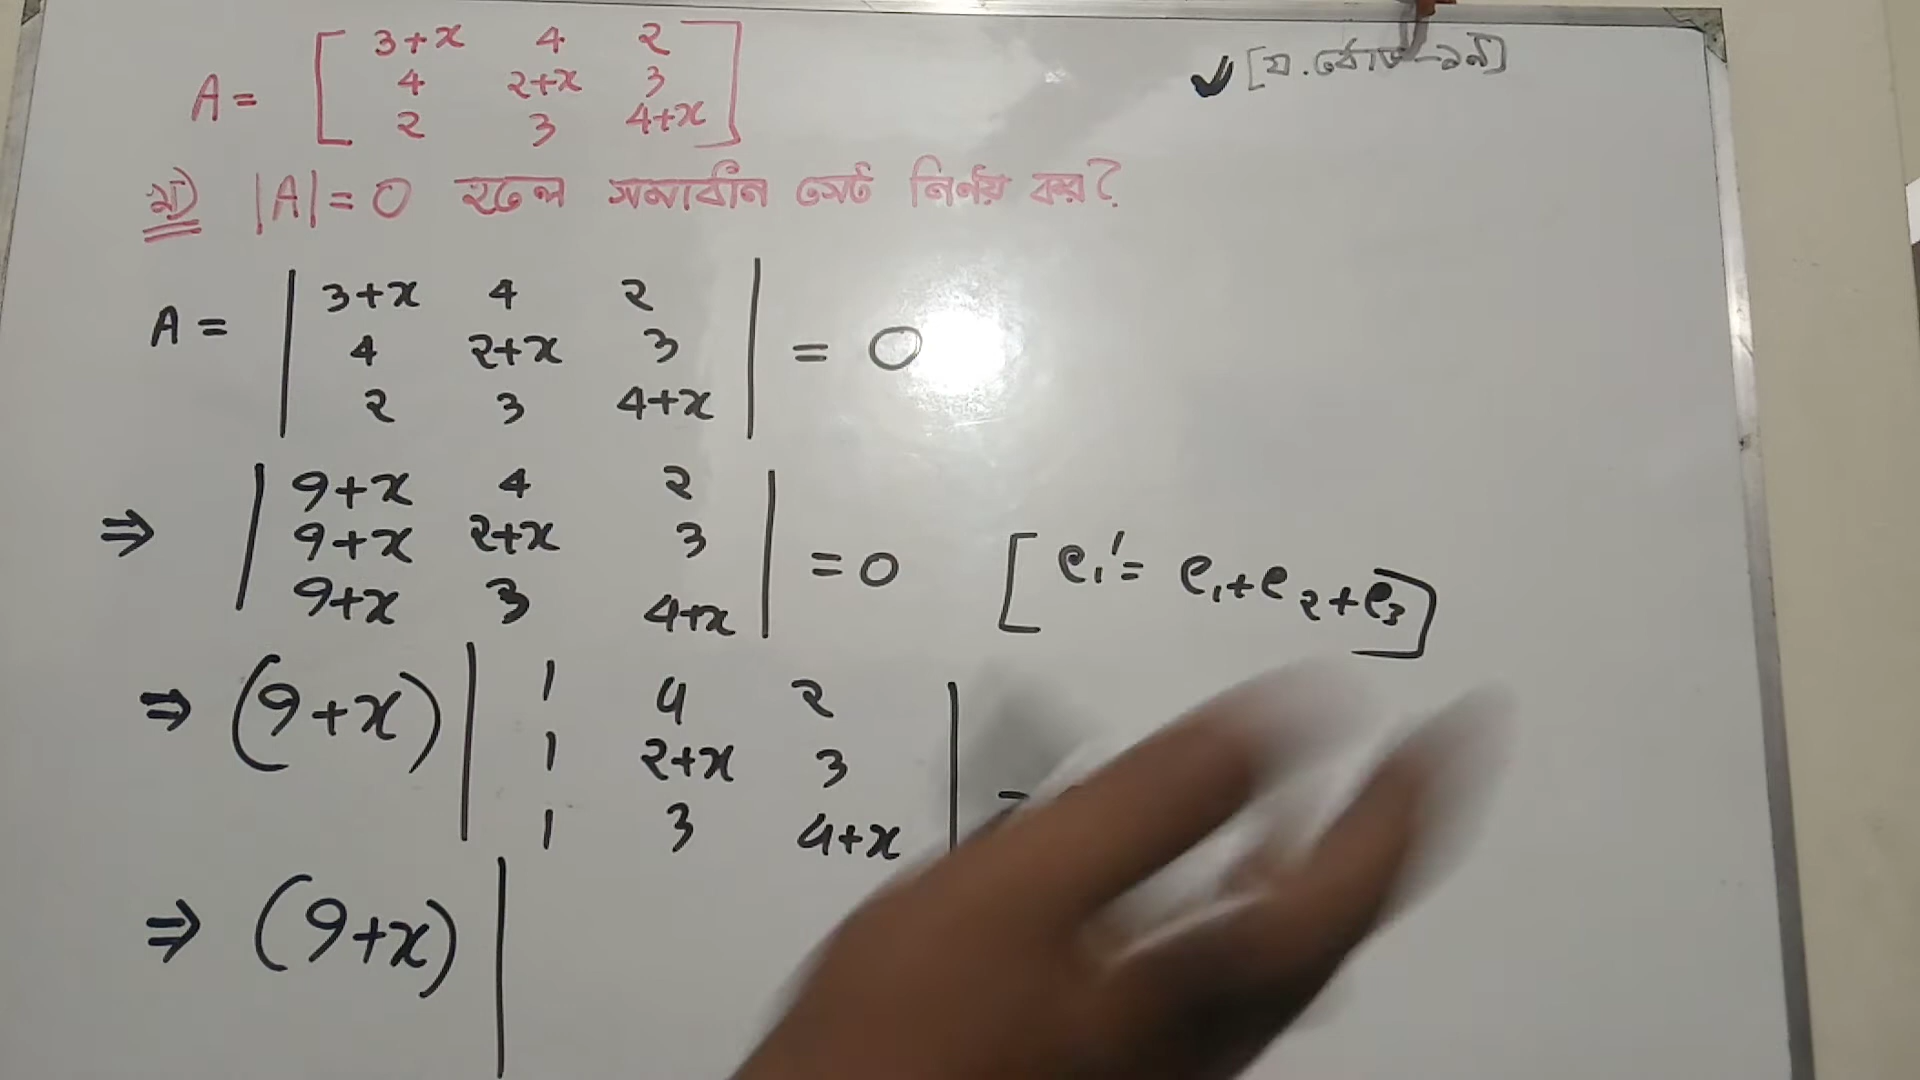 A = [ 3+x 4 2
4 2+x 3
2 3 4+x ]
✓ [য. বোর্ড-১৯]
|A| = 0 হলে সমাধান সেট নির্ণয় কর?
A = | 3+x 4 2
4 2+x 3
2 3 4+x | = 0
⇒ | 9+x 4 2
9+x 2+x 3
9+x 3 4+x | = 0 [ c₁′ = c₁+c₂+c₃ ]
⇒ (9+x) | 1 4 2
1 2+x 3
1 3 4+x |
⇒ (9+x) |